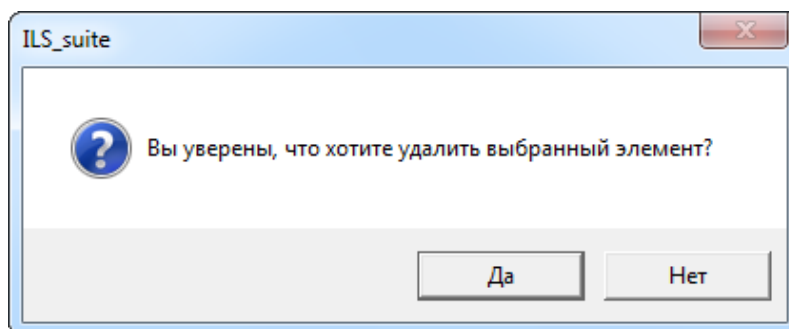 ILS_suite
Вы уверены, что хотите удалить выбранный элемент?
Да
Нет